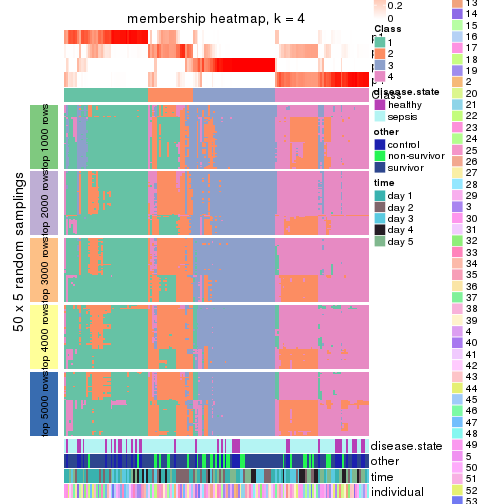 membership heatmap, k = 4
50 x 5 random samplings
top 1000 rows
top 2000 rows
top 3000 rows
top 4000 rows
top 5000 rows
disease.state
other
time
individual
0.2
0
Class
1
2
3
4
disease.state
healthy
sepsis
other
control
non-survivor
survivor
time
day 1
day 2
day 3
day 4
day 5
13
14
15
16
17
18
19
2
20
21
22
23
24
25
26
27
28
29
3
30
31
32
33
34
35
36
37
38
39
4
40
41
42
43
44
45
46
47
48
49
5
50
51
52